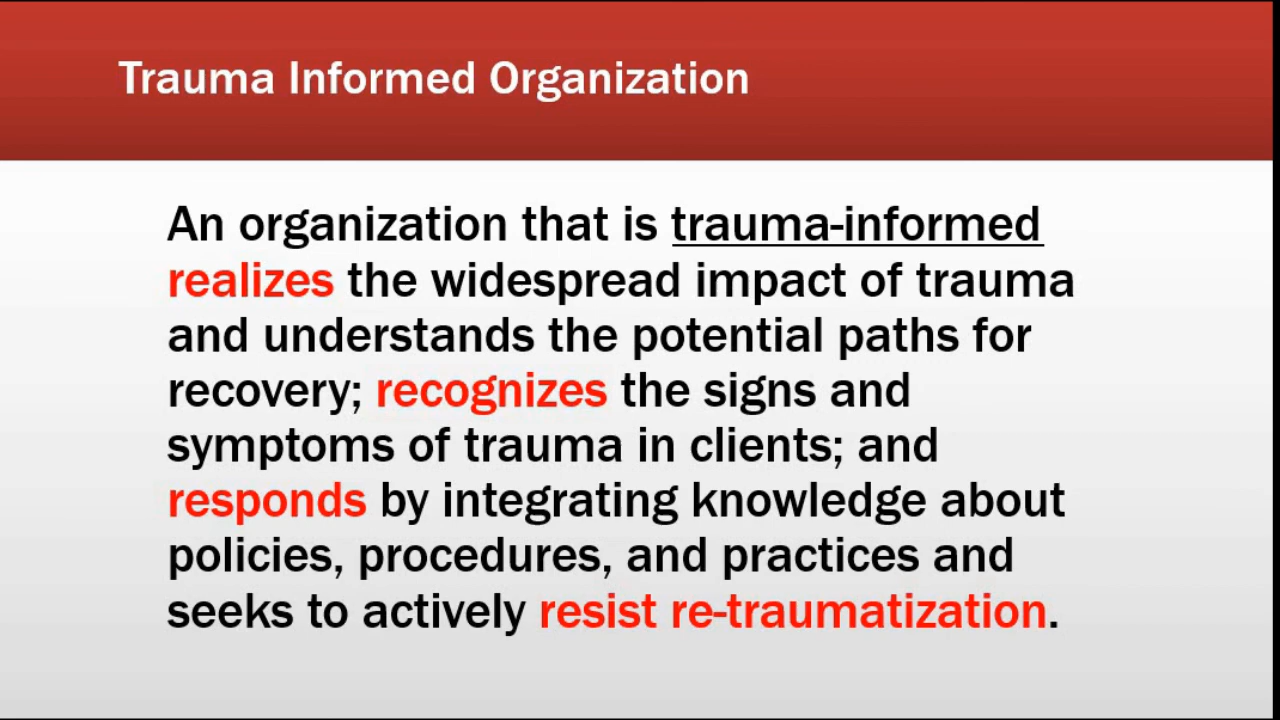 Trauma Informed Organization
An organization that is trauma-informed
realizes the widespread impact of trauma
and understands the potential paths for
recovery; recognizes the signs and
symptoms of trauma in clients; and
responds by integrating knowledge about
policies, procedures, and practices and
seeks to actively resist re-traumatization.